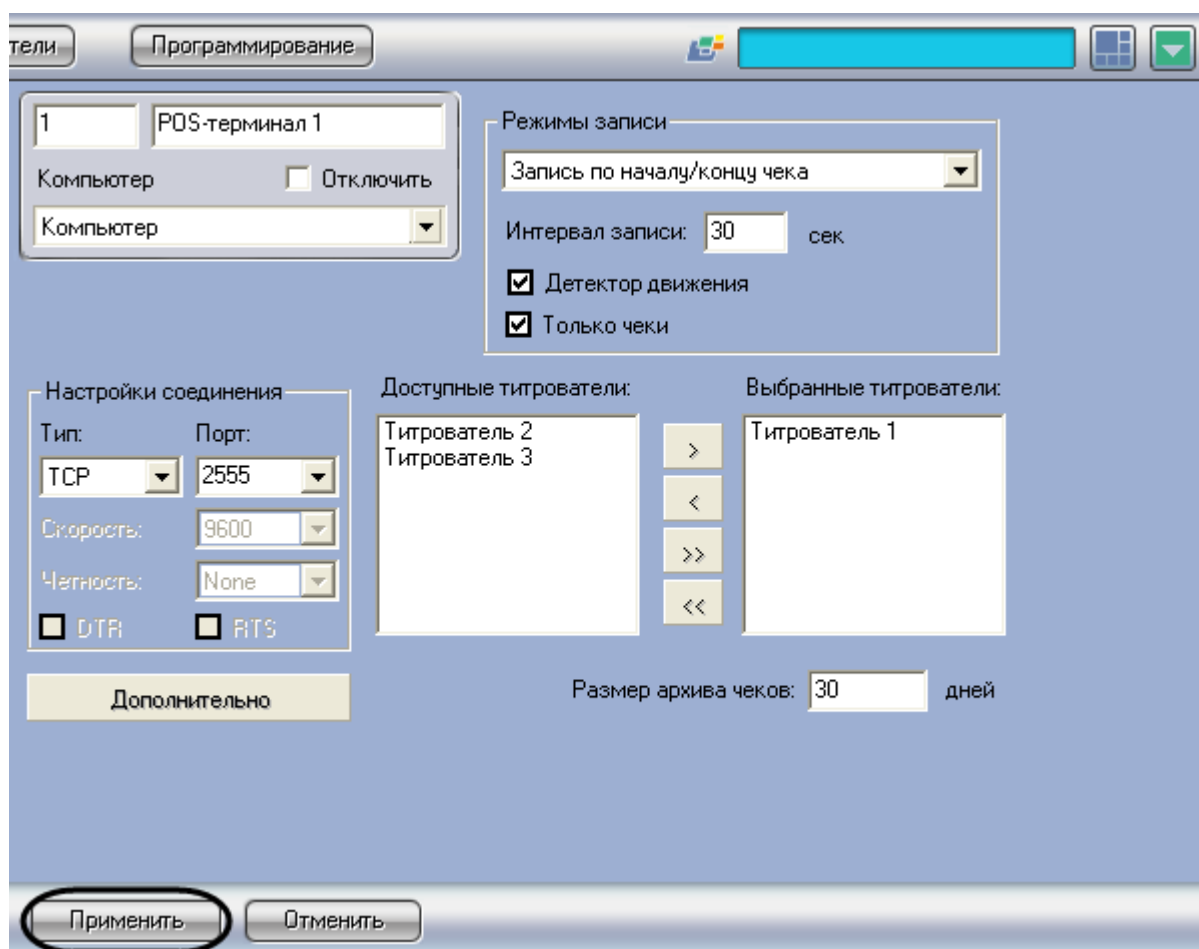 тели Программирование
1 POS-терминал 1
Компьютер Отключить
Компьютер
Режимы записи
Запись по началу/концу чека
Интервал записи: 30 сек
Детектор движения
Только чеки
Настройки соединения
Тип: Порт:
TCP 2555
Скорость: 9600
Четность: None
DTR RTS
Дополнительно
Доступные титрователи:
Титрователь 2
Титрователь 3
>
<
>>
<<
Выбранные титрователи:
Титрователь 1
Размер архива чеков: 30 дней
Применить Отменить